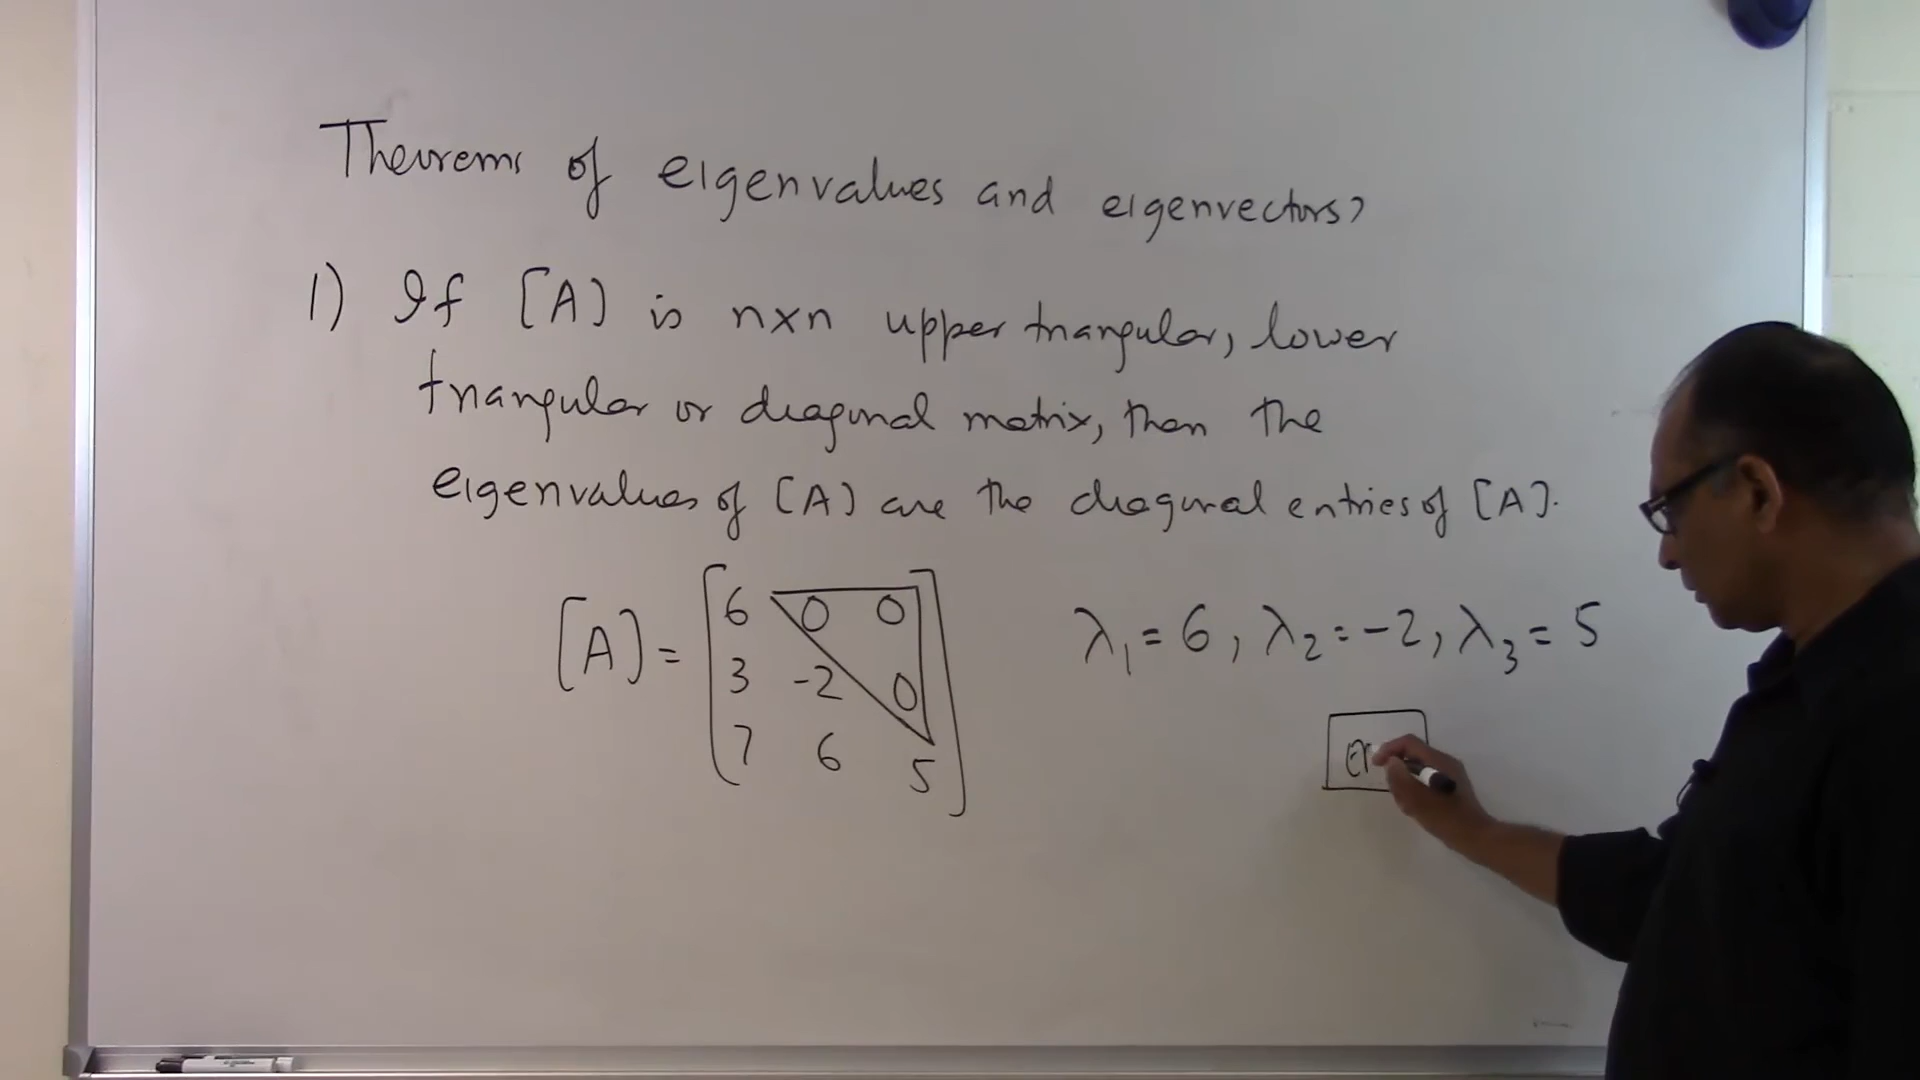 Theorems of eigenvalues and eigenvectors?
1) If [A] is n×n upper triangular, lower
triangular or diagonal matrix, then the
eigenvalues of [A] are the diagonal entries of [A].
[A] = [6 0 0
3 -2 0
7 6 5]
λ₁ = 6, λ₂ = -2, λ₃ = 5